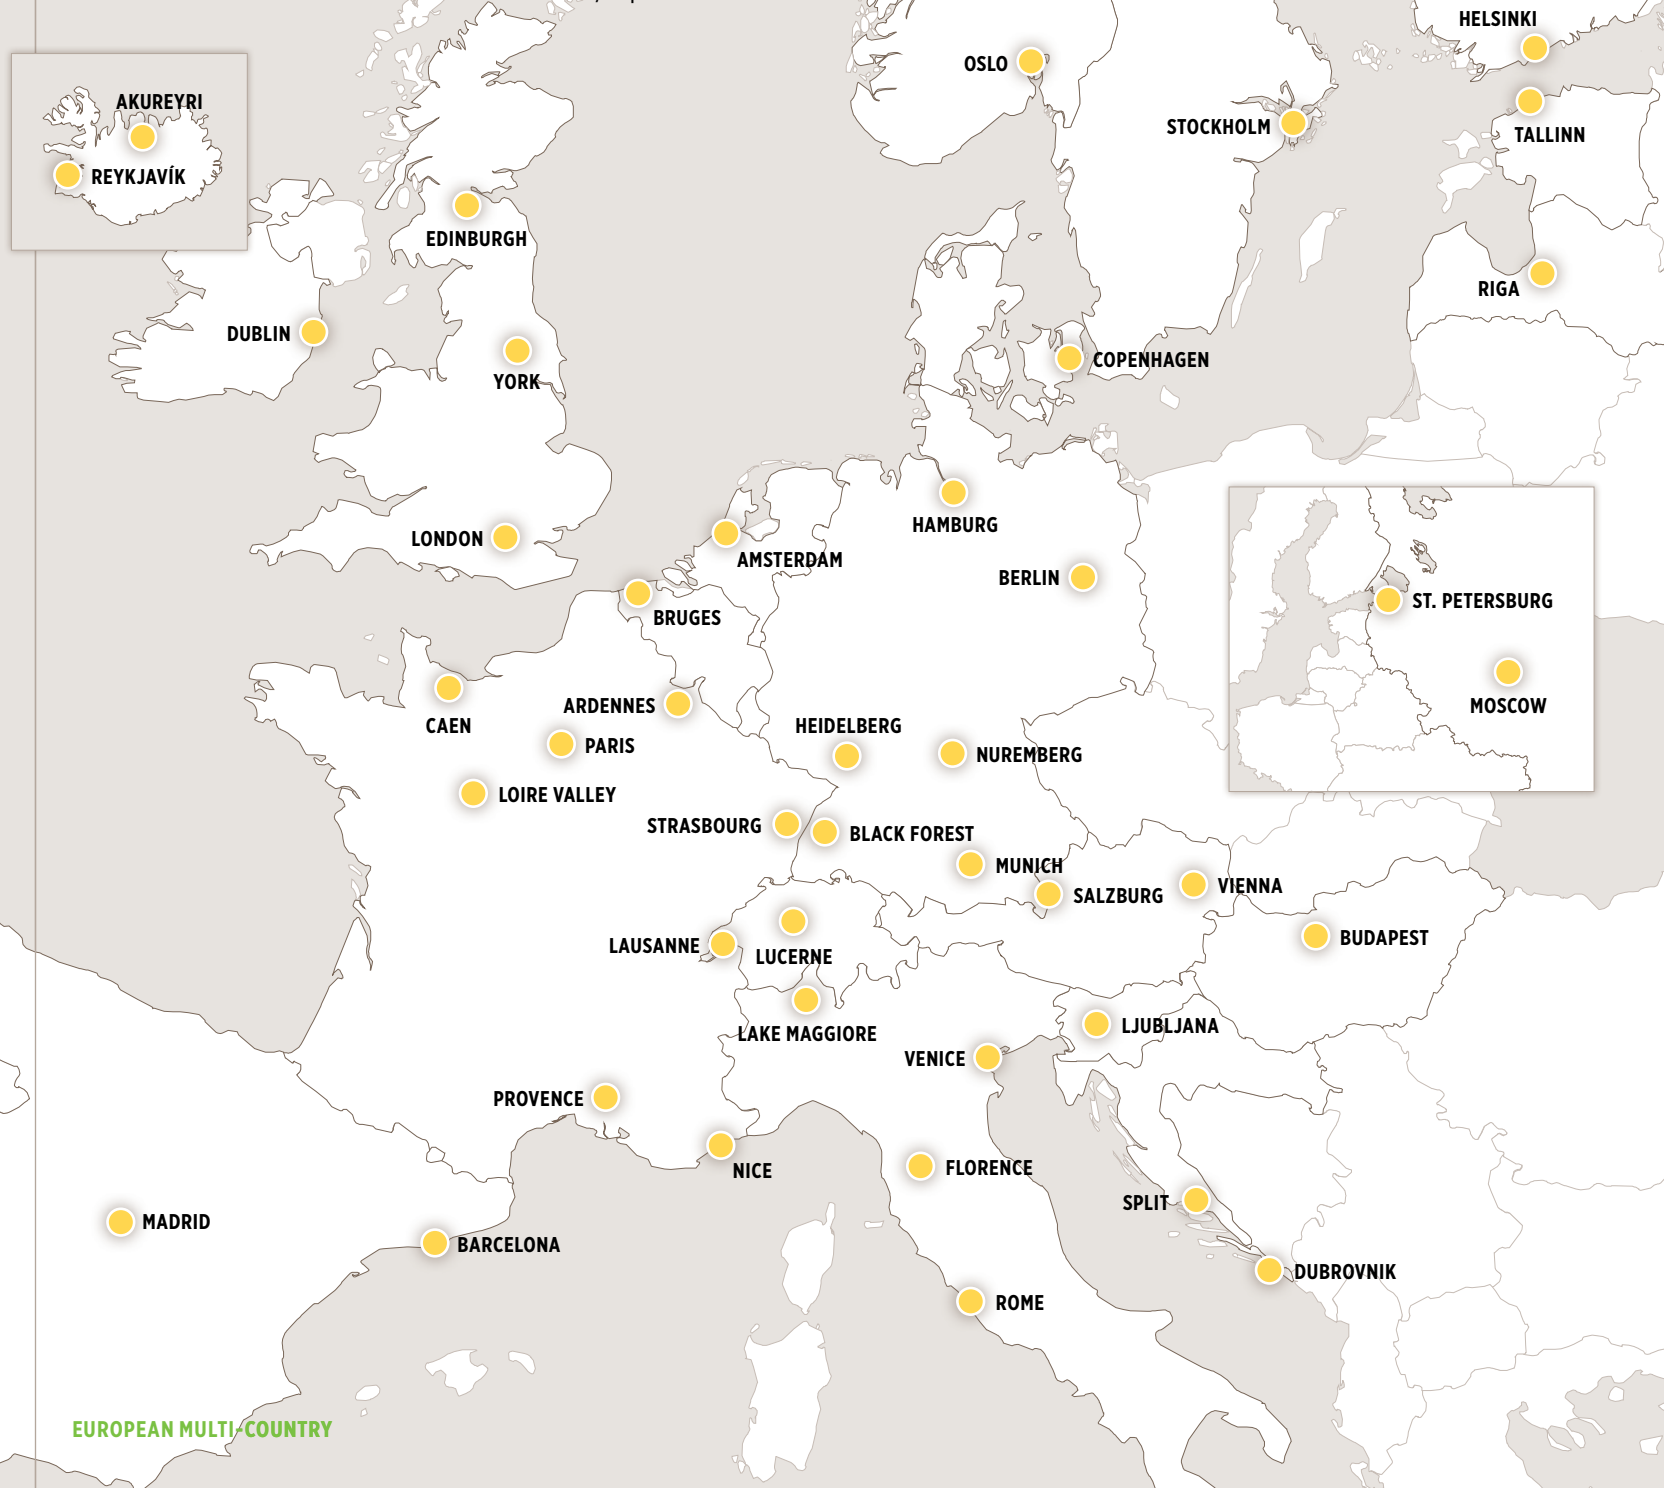 HELSINKI
OSLO
AKUREYRI
STOCKHOLM
TALLINN
REYKJAVÍK
EDINBURGH
RIGA
DUBLIN
COPENHAGEN
YORK
HAMBURG
LONDON
AMSTERDAM
BERLIN
ST. PETERSBURG
BRUGES
ARDENNES
MOSCOW
CAEN
HEIDELBERG
PARIS
NUREMBERG
LOIRE VALLEY
STRASBOURG
BLACK FOREST
MUNICH
VIENNA
SALZBURG
BUDAPEST
LAUSANNE
LUCERNE
LJUBLJANA
LAKE MAGGIORE
VENICE
PROVENCE
FLORENCE
NICE
SPLIT
MADRID
BARCELONA
DUBROVNIK
ROME
EUROPEAN MULTI-COUNTRY